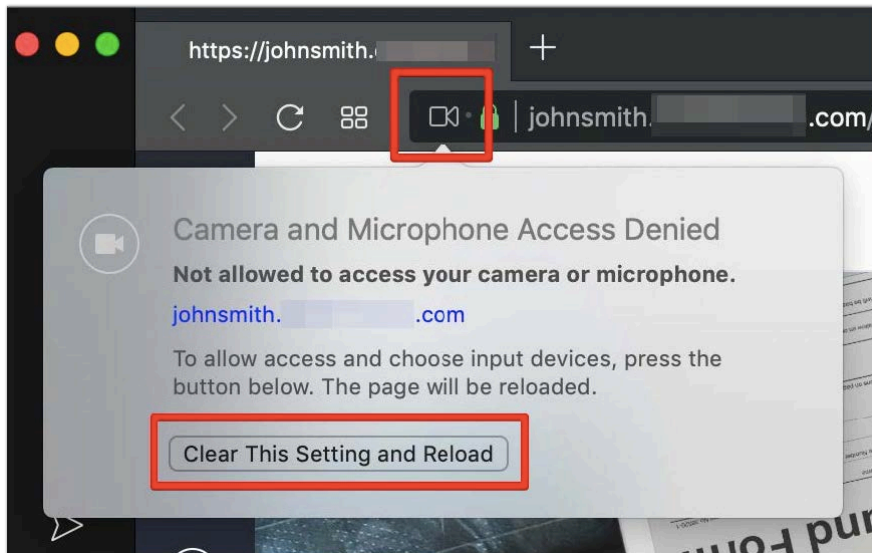 https://johnsmith.
johnsmith. .com/
Camera and Microphone Access Denied
Not allowed to access your camera or microphone.
johnsmith. .com
To allow access and choose input devices, press the
button below. The page will be reloaded.
Clear This Setting and Reload